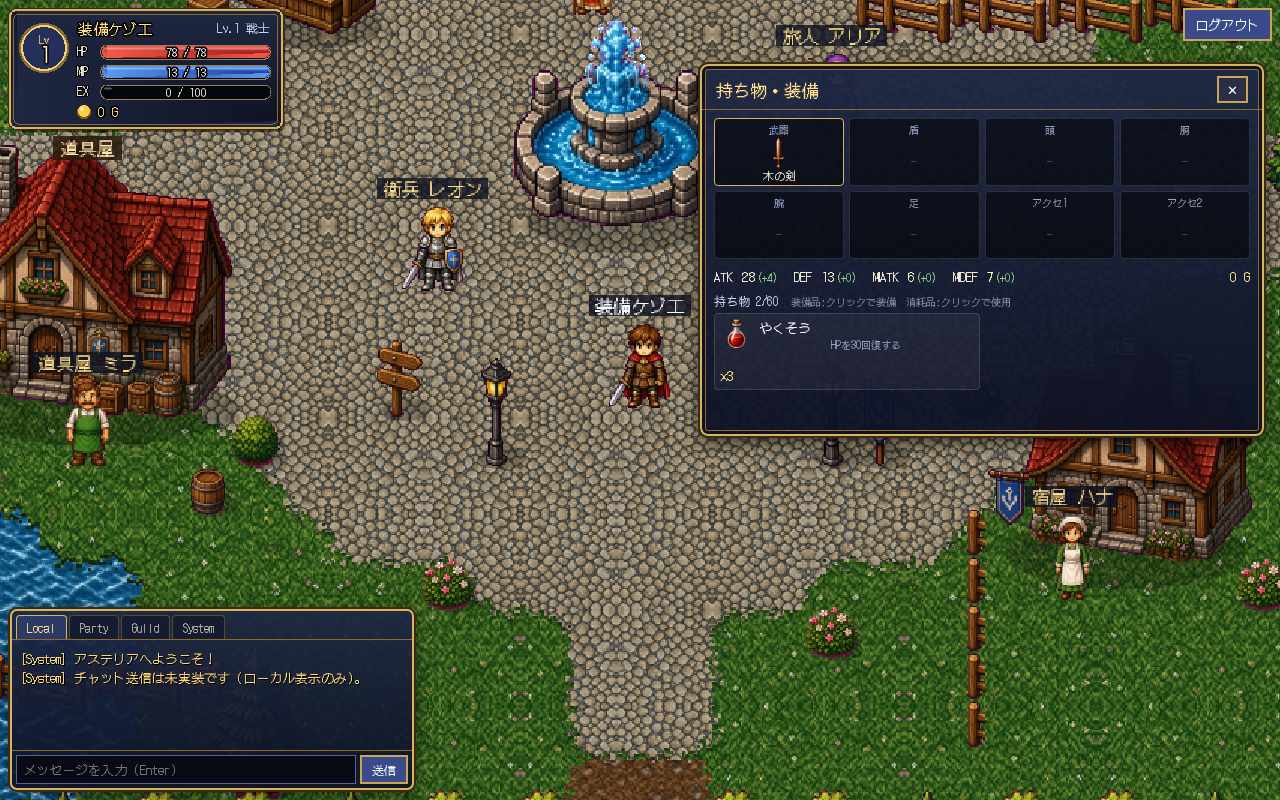 装備ケゾエ Lv.1 戦士
Lv
1
HP 78 / 78
MP 13 / 13
EX 0 / 100
0 G
ログアウト
旅人 アリア
道具屋
衛兵 レオン
装備ケゾエ
道具屋 ミラ
宿屋 ハナ
宿屋
持ち物・装備
×
武器
木の剣
盾
–
頭
–
胴
–
腕
–
足
–
アクセ1
–
アクセ2
–
ATK 28 (+4) DEF 13 (+0) MATK 6 (+0) MDEF 7 (+0) 0 G
持ち物 2/60 装備品:クリックで装備 消耗品:クリックで使用
やくそう
HPを30回復する
x3
Local Party Guild System
[System] アステリアへようこそ！
[System] チャット送信は未実装です（ローカル表示のみ）。
メッセージを入力 (Enter)
送信